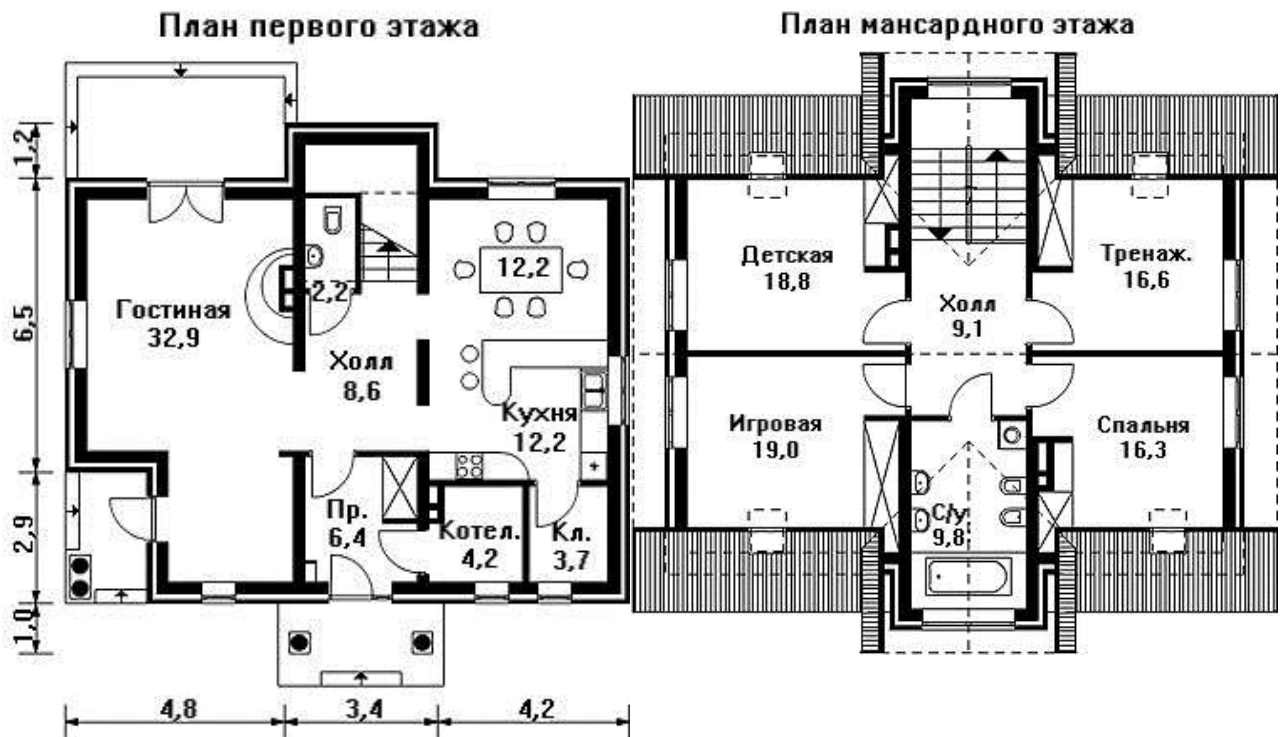 План первого этажа
План мансардного этажа
1,2
6,5
2,9
1,0
Гостиная
32,9
2,2
12,2
Холл
8,6
Кухня
12,2
Пр.
6,4
Котел.
4,2
Кл.
3,7
4,8
3,4
4,2
Детская
18,8
Тренаж.
16,6
Холл
9,1
Игровая
19,0
Спальня
16,3
С/у
9,8